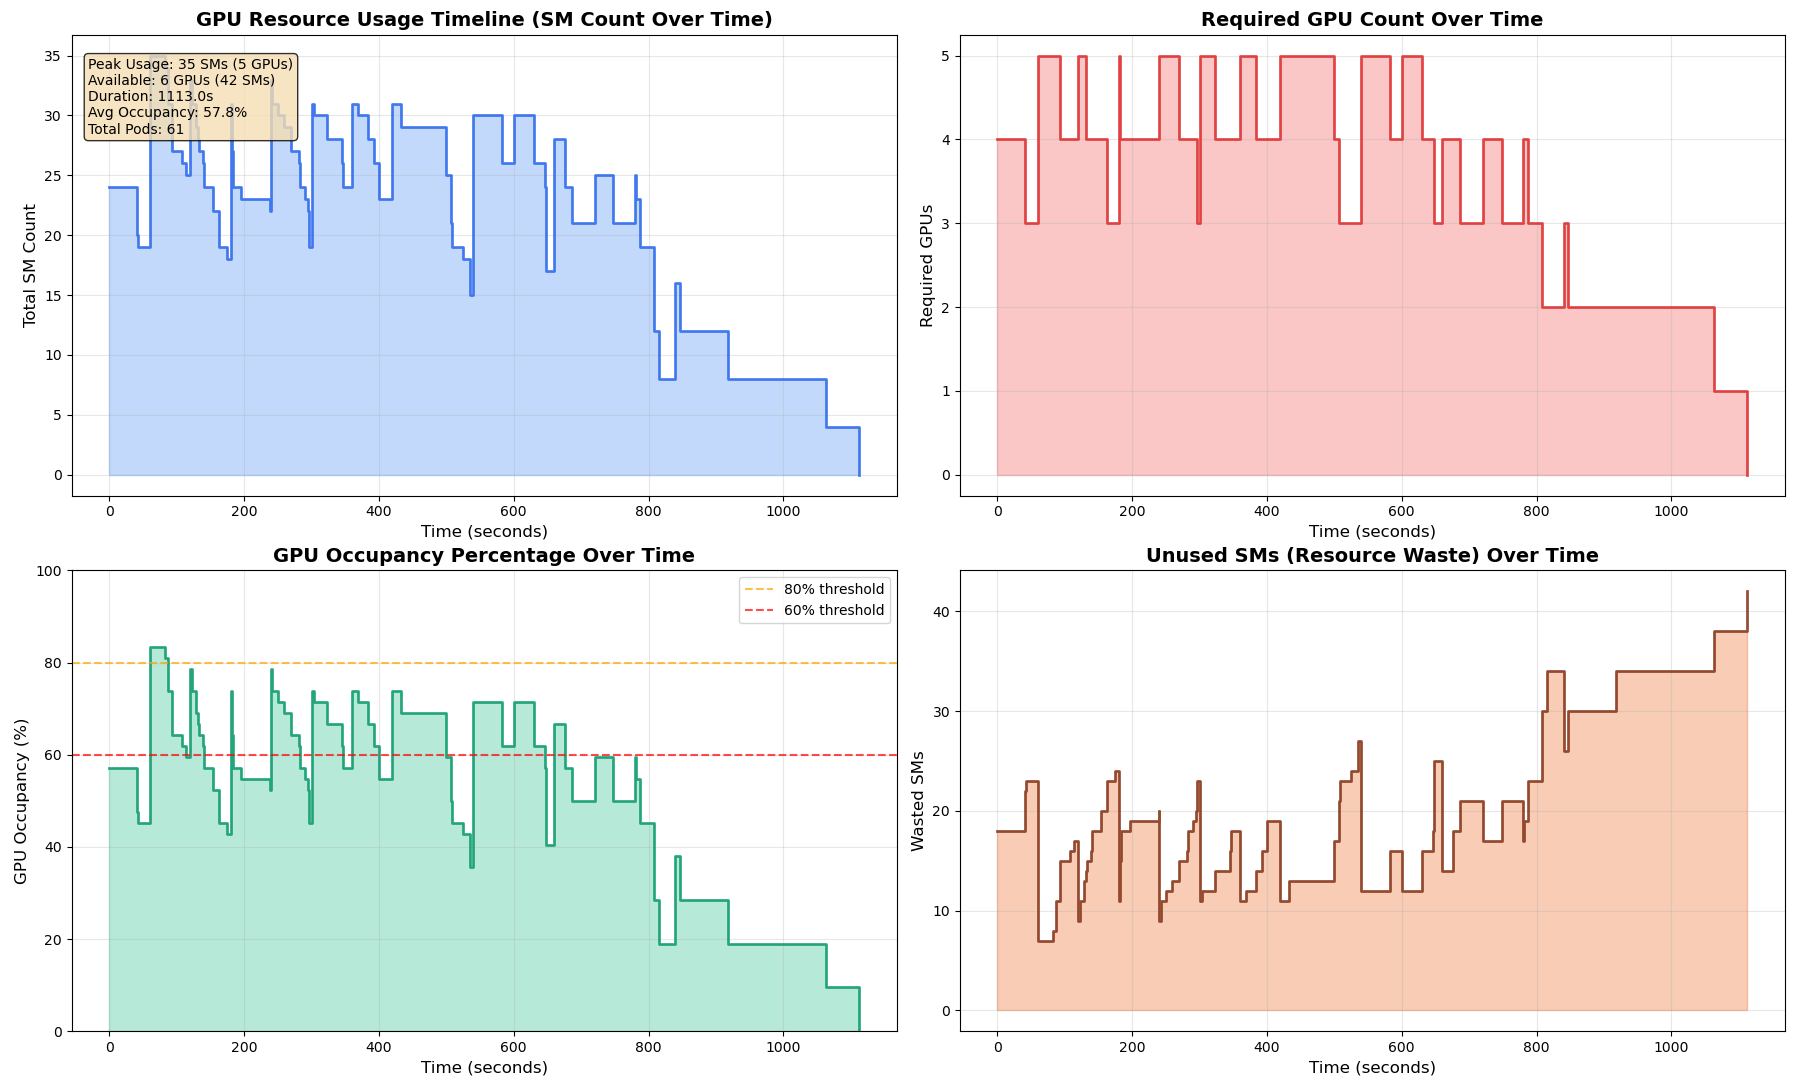 GPU Resource Usage Timeline (SM Count Over Time)
35
30
25
20
15
10
5
0
Total SM Count
Peak Usage: 35 SMs (5 GPUs)
Available: 6 GPUs (42 SMs)
Duration: 1113.0s
Avg Occupancy: 57.8%
Total Pods: 61
0 200 400 600 800 1000
Time (seconds)
Required GPU Count Over Time
5
4
3
2
1
0
Required GPUs
0 200 400 600 800 1000
Time (seconds)
GPU Occupancy Percentage Over Time
100
80
60
40
20
0
GPU Occupancy (%)
80% threshold
60% threshold
0 200 400 600 800 1000
Time (seconds)
Unused SMs (Resource Waste) Over Time
40
30
20
10
0
Wasted SMs
0 200 400 600 800 1000
Time (seconds)